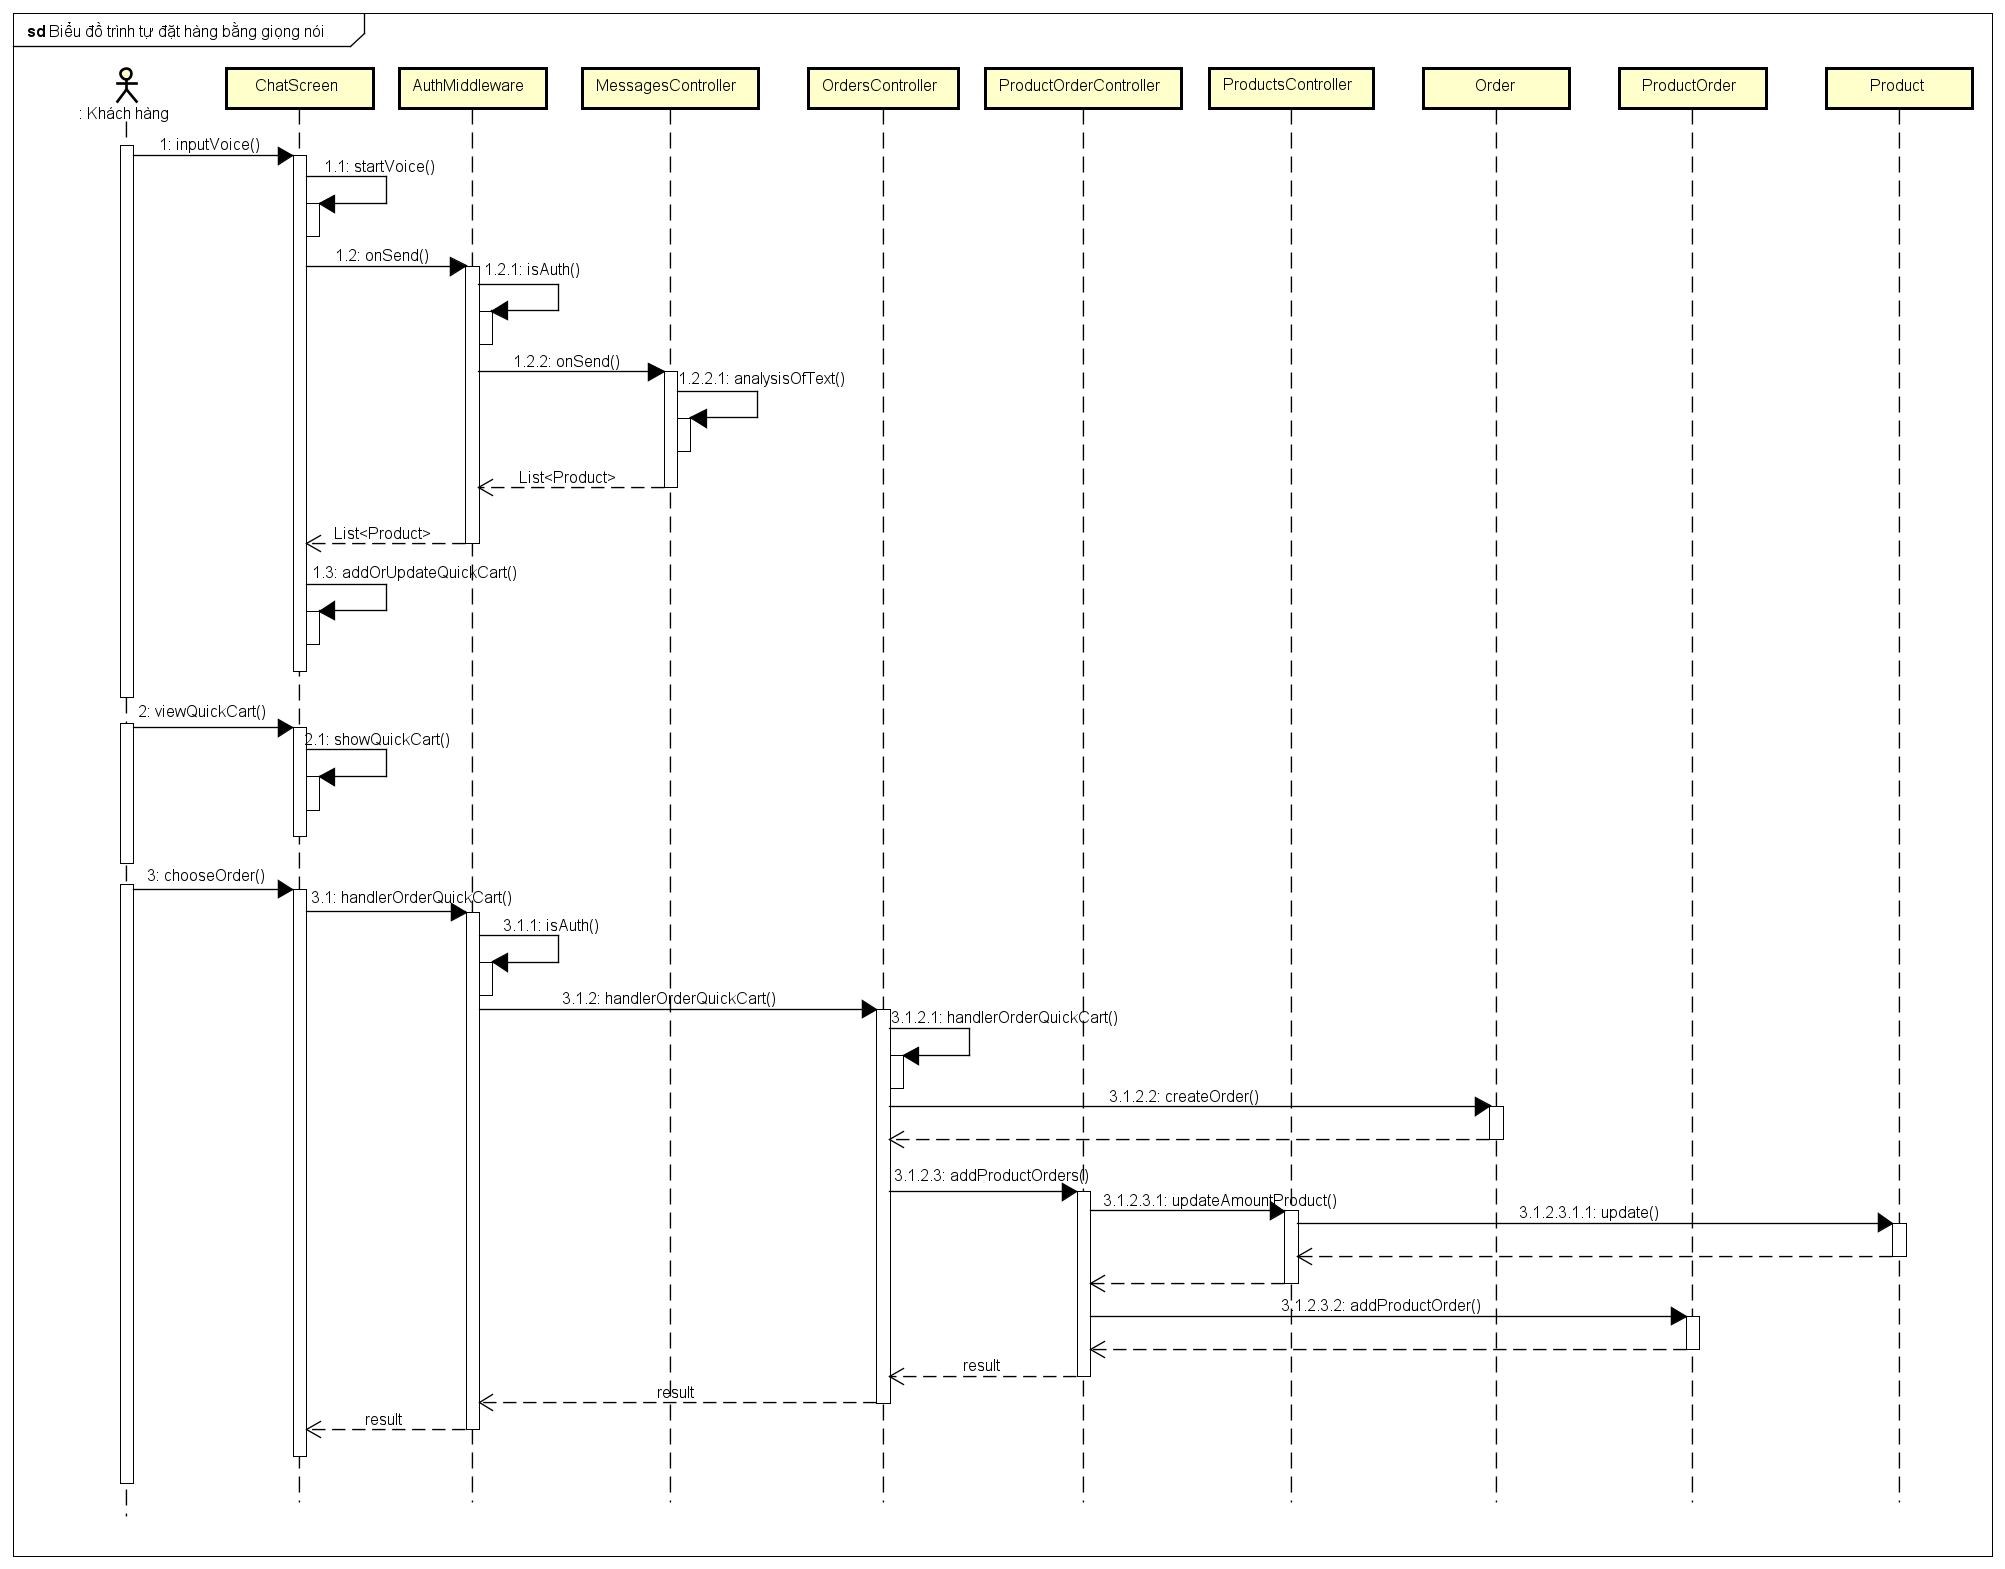 sd Biểu đồ trình tự đặt hàng bằng giọng nói
: Khách hàng
ChatScreen
AuthMiddleware
MessagesController
OrdersController
ProductOrderController
ProductsController
Order
ProductOrder
Product
1: inputVoice()
1.1: startVoice()
1.2: onSend()
1.2.1: isAuth()
1.2.2: onSend()
1.2.2.1: analysisOfText()
List<Product>
List<Product>
1.3: addOrUpdateQuickCart()
2: viewQuickCart()
2.1: showQuickCart()
3: chooseOrder()
3.1: handlerOrderQuickCart()
3.1.1: isAuth()
3.1.2: handlerOrderQuickCart()
3.1.2.1: handlerOrderQuickCart()
3.1.2.2: createOrder()
3.1.2.3: addProductOrders()
3.1.2.3.1: updateAmountProduct()
3.1.2.3.1.1: update()
3.1.2.3.2: addProductOrder()
result
result
result